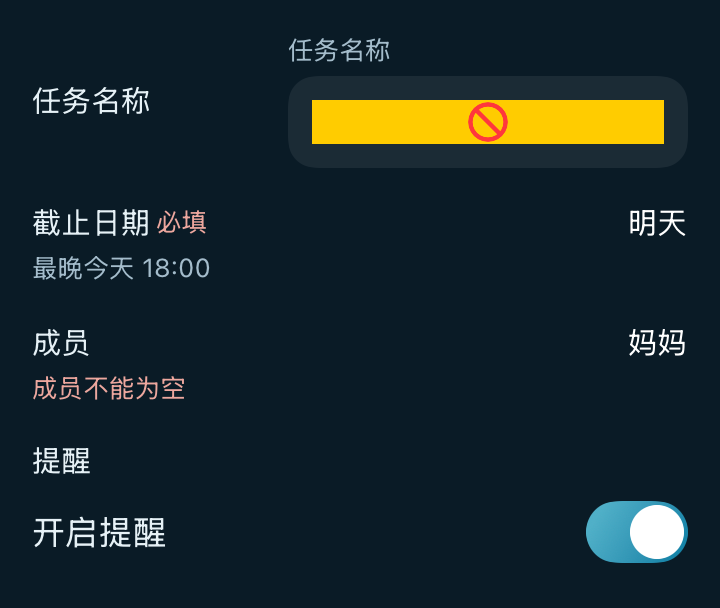 任务名称
任务名称
截止日期 必填
明天
最晚今天 18:00
成员
妈妈
成员不能为空
提醒
开启提醒